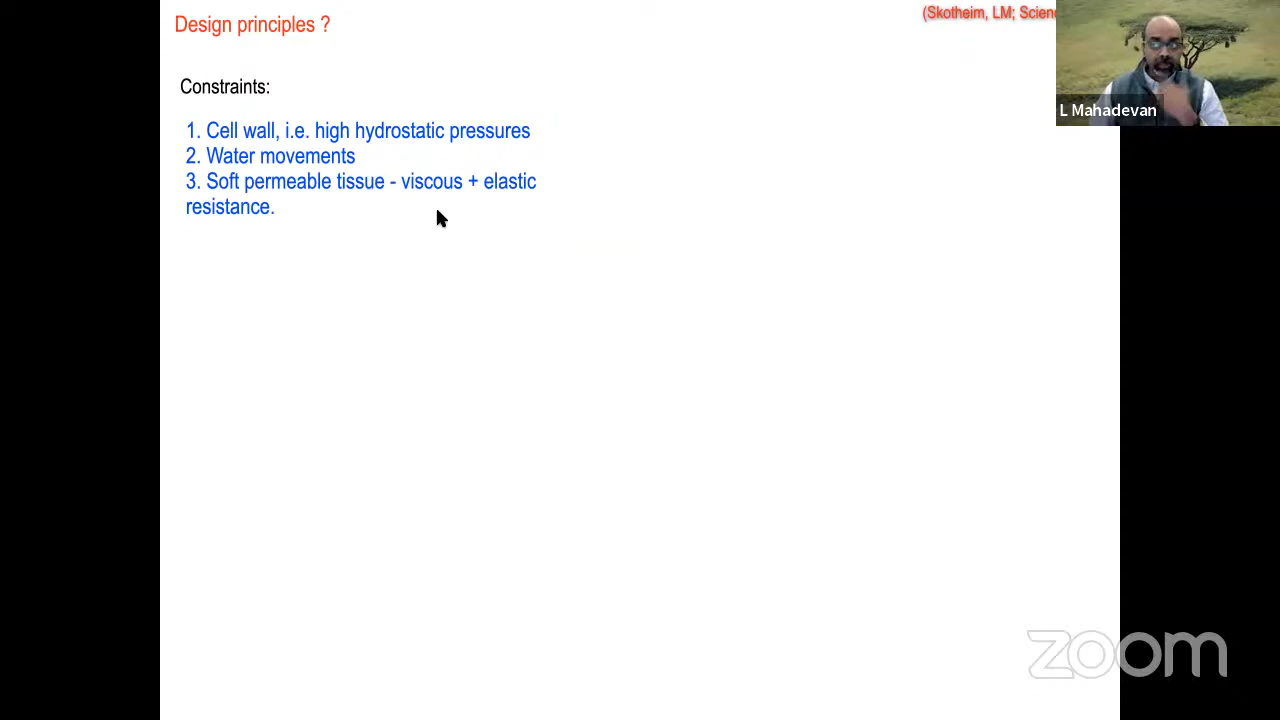 Design principles ?
(Skotheim, LM;
Constraints:
L Mahadevan
1. Cell wall, i.e. high hydrostatic pressures
2. Water movements
3. Soft permeable tissue - viscous + elastic
resistance.
zoom